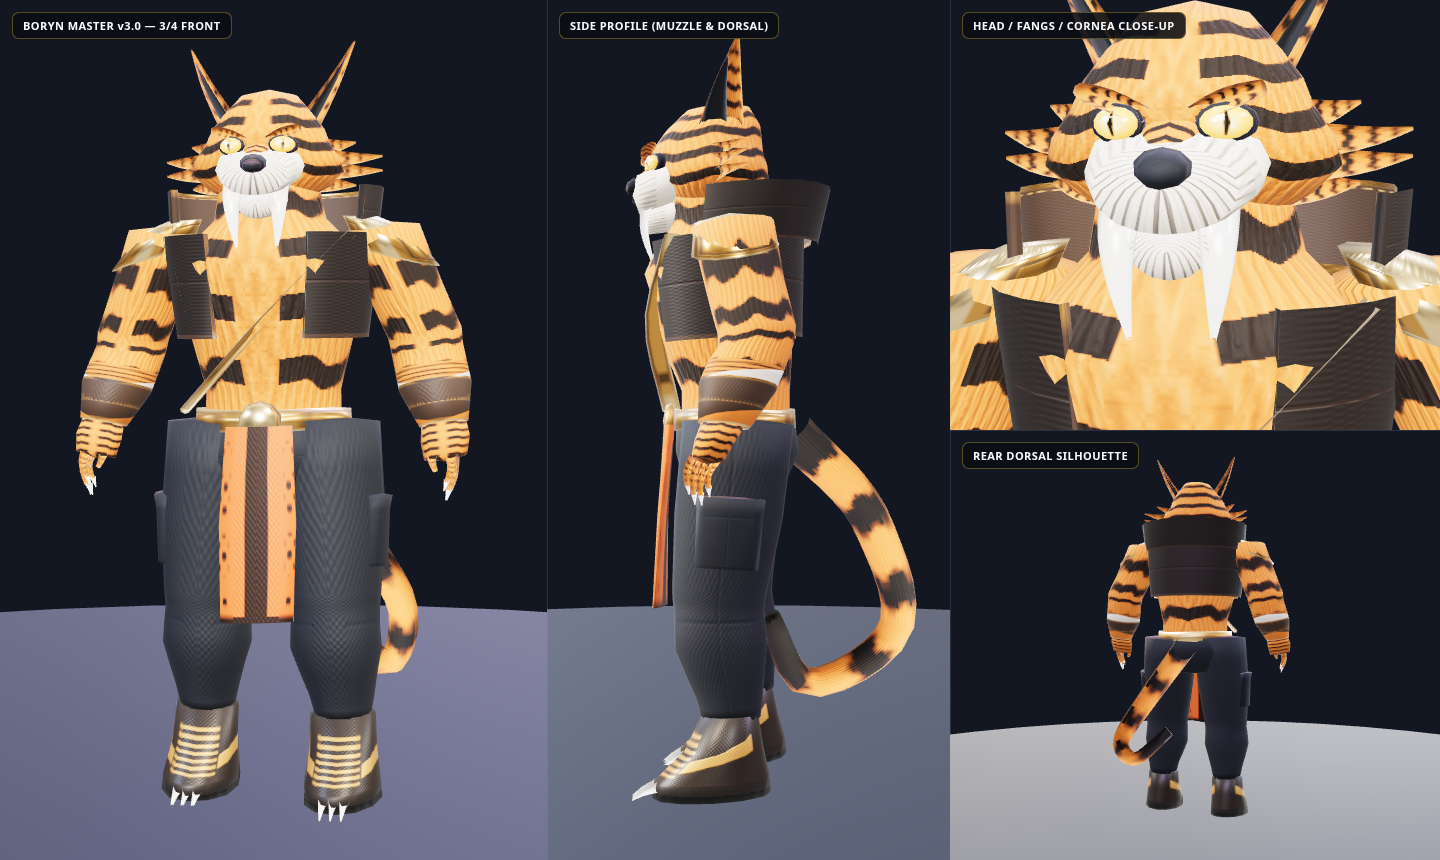 BORYN MASTER v3.0 — 3/4 FRONT
SIDE PROFILE (MUZZLE & DORSAL)
HEAD / FANGS / CORNEA CLOSE-UP
REAR DORSAL SILHOUETTE